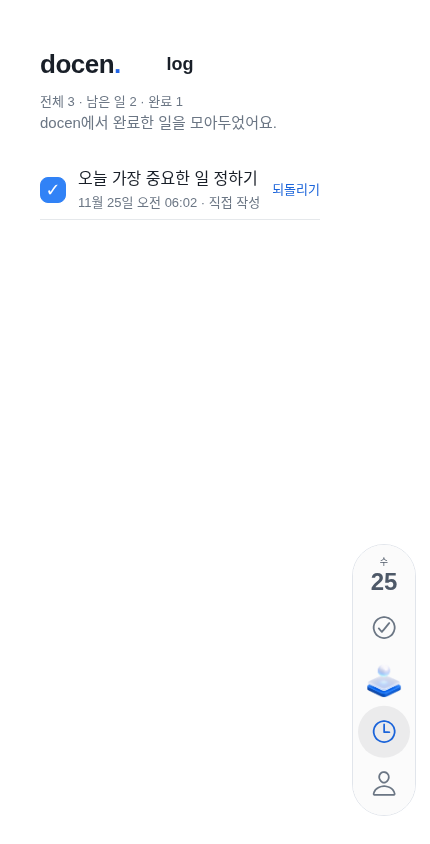 docen. log
전체 3 · 남은 일 2 · 완료 1
docen에서 완료한 일을 모아두었어요.
오늘 가장 중요한 일 정하기
11월 25일 오전 06:02 · 직접 작성
되돌리기
수
25